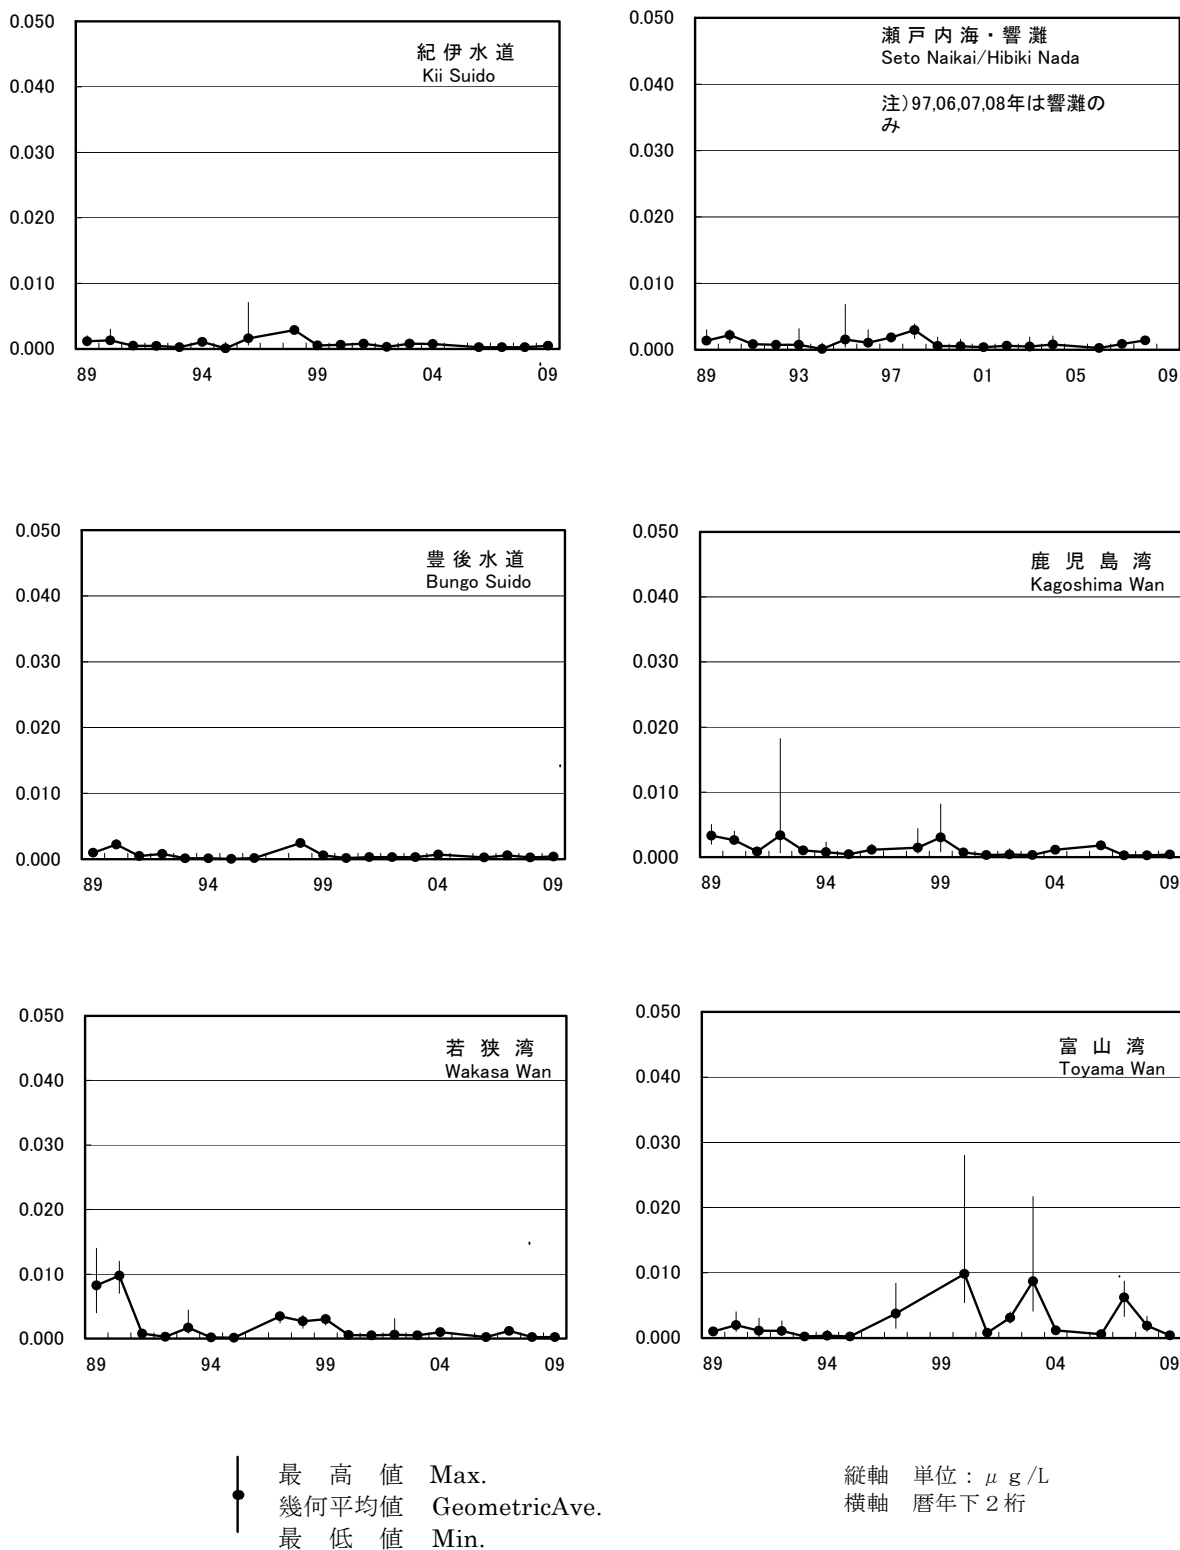 0.050
0.040
0.030
0.020
0.010
0.000
89 94 99 04 09
紀伊水道
Kii Suido
0.050
0.040
0.030
0.020
0.010
0.000
89 93 97 01 05 09
瀬戸内海・響灘
Seto Naikai/Hibiki Nada
注)97,06,07,08年は響灘の
み
0.050
0.040
0.030
0.020
0.010
0.000
89 94 99 04 09
豊後水道
Bungo Suido
0.050
0.040
0.030
0.020
0.010
0.000
89 94 99 04 09
鹿児島湾
Kagoshima Wan
0.050
0.040
0.030
0.020
0.010
0.000
89 94 99 04 09
若狭湾
Wakasa Wan
0.050
0.040
0.030
0.020
0.010
0.000
89 94 99 04 09
富山湾
Toyama Wan
最高値 Max.
幾何平均値 GeometricAve.
最低値 Min.
縦軸 単位:μg/L
横軸 暦年下2桁